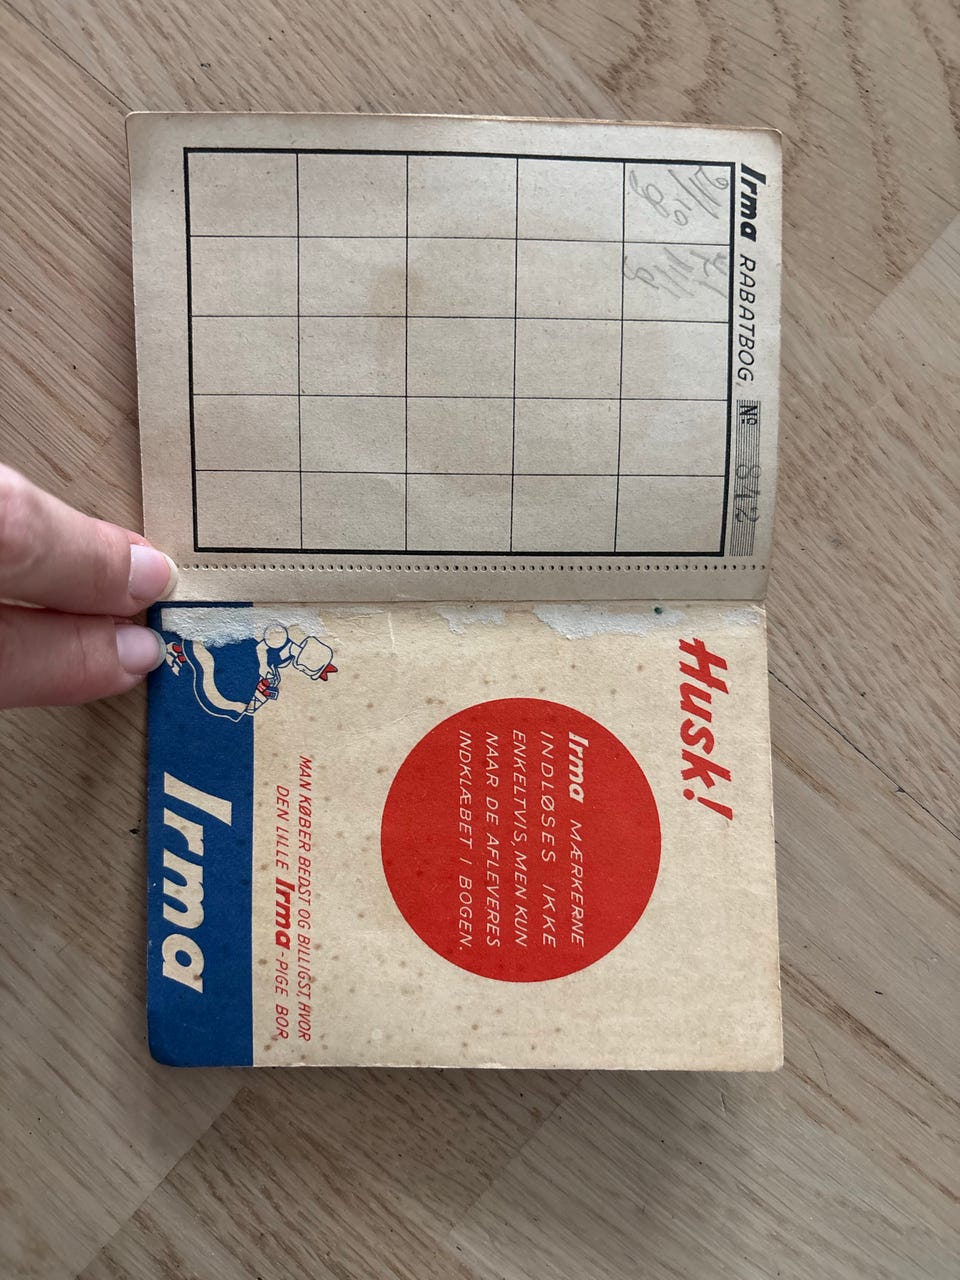 Irma RABATBOG, Nº 842
Husk!
Irma MÆRKERNE
INDLØSES IKKE
ENKELTVIS, MEN KUN
NAAR DE AFLEVERES
INDKLÆBET I BOGEN.
MAN KØBER BEDST OG BILLIGST, HVOR
DEN LILLE Irma-PIGE BOR
Irma